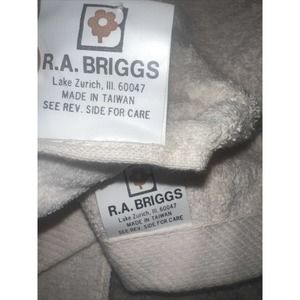 R.A. BRIGGS
Lake Zurich, Ill. 60047
MADE IN TAIWAN
SEE REV. SIDE FOR CARE
R.A. BRIGGS
Lake Zurich, Ill. 60047
MADE IN TAIWAN
SEE REV. SIDE FOR CARE